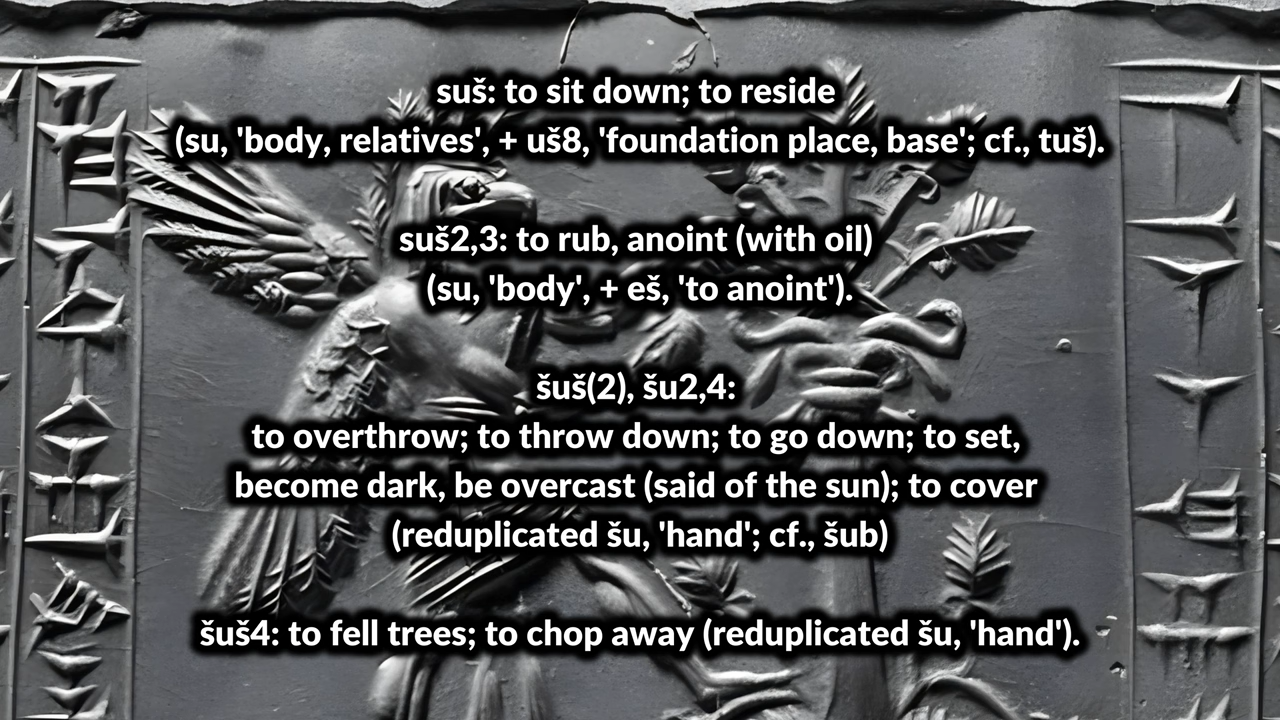 suš: to sit down; to reside
(su, 'body, relatives', + uš8, 'foundation place, base'; cf., tuš).
suš2,3: to rub, anoint (with oil)
(su, 'body', + eš, 'to anoint').
šuš(2), šu2,4:
to overthrow; to throw down; to go down; to set,
become dark, be overcast (said of the sun); to cover
(reduplicated šu, 'hand'; cf., šub)
šuš4: to fell trees; to chop away (reduplicated šu, 'hand').